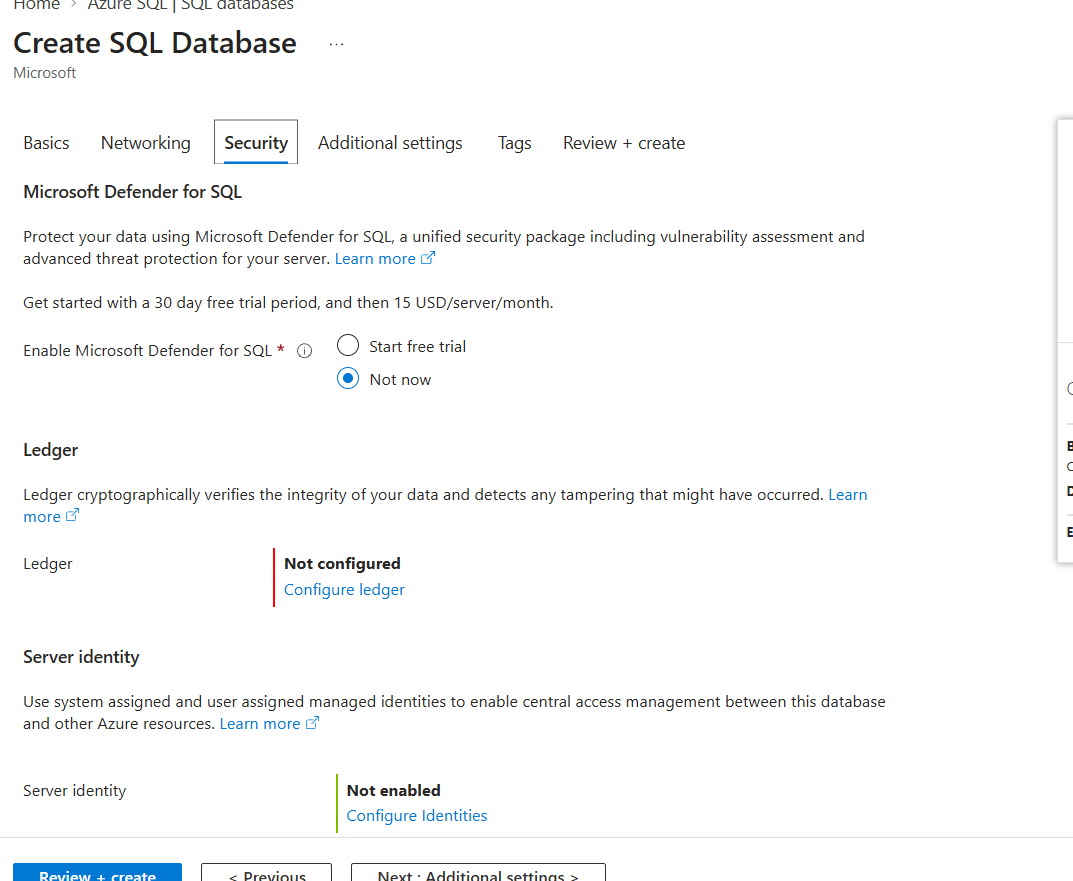 Home > Azure SQL | SQL databases
Create SQL Database ...
Microsoft
Basics Networking Security Additional settings Tags Review + create
Microsoft Defender for SQL
Protect your data using Microsoft Defender for SQL, a unified security package including vulnerability assessment and
advanced threat protection for your server. Learn more
Get started with a 30 day free trial period, and then 15 USD/server/month.
Enable Microsoft Defender for SQL *
Start free trial
Not now
Ledger
Ledger cryptographically verifies the integrity of your data and detects any tampering that might have occurred. Learn
more
Ledger Not configured
Configure ledger
Server identity
Use system assigned and user assigned managed identities to enable central access management between this database
and other Azure resources. Learn more
Server identity Not enabled
Configure Identities
Review + create < Previous Next : Additional settings >